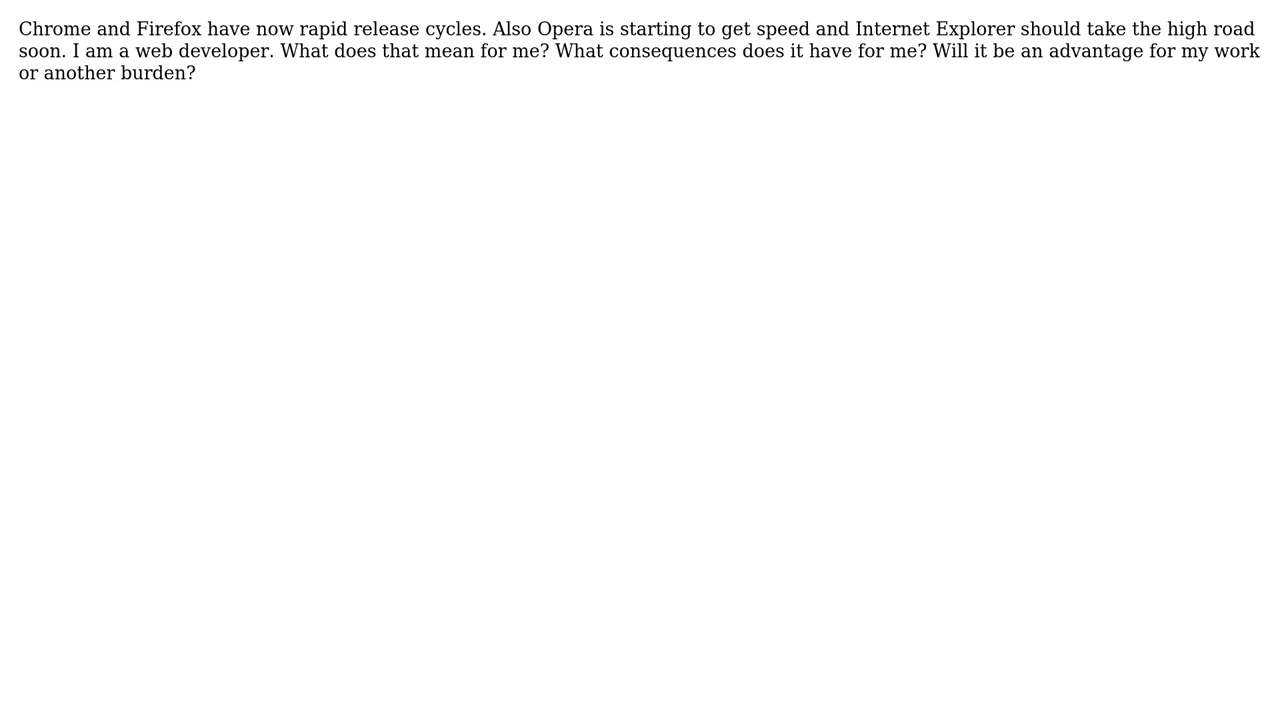 Chrome and Firefox have now rapid release cycles. Also Opera is starting to get speed and Internet Explorer should take the high road
soon. I am a web developer. What does that mean for me? What consequences does it have for me? Will it be an advantage for my work
or another burden?